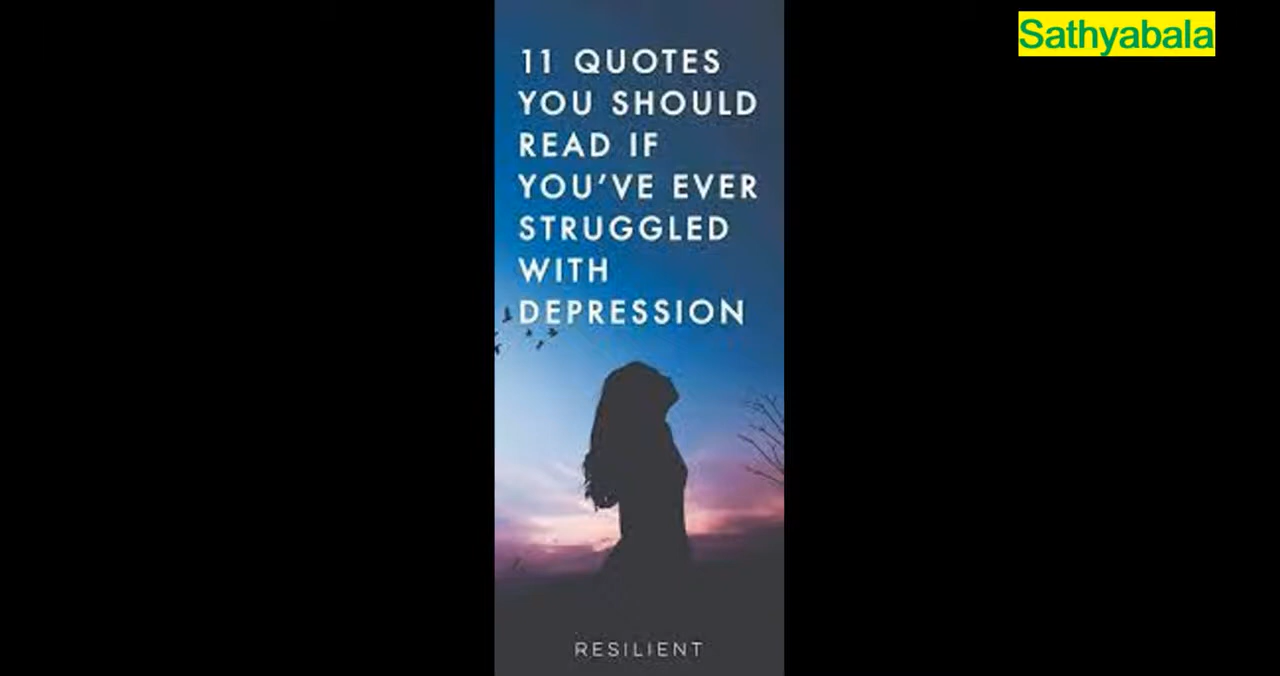 Sathyabala
11 QUOTES
YOU SHOULD
READ IF
YOU’VE EVER
STRUGGLED
WITH
DEPRESSION
RESILIENT